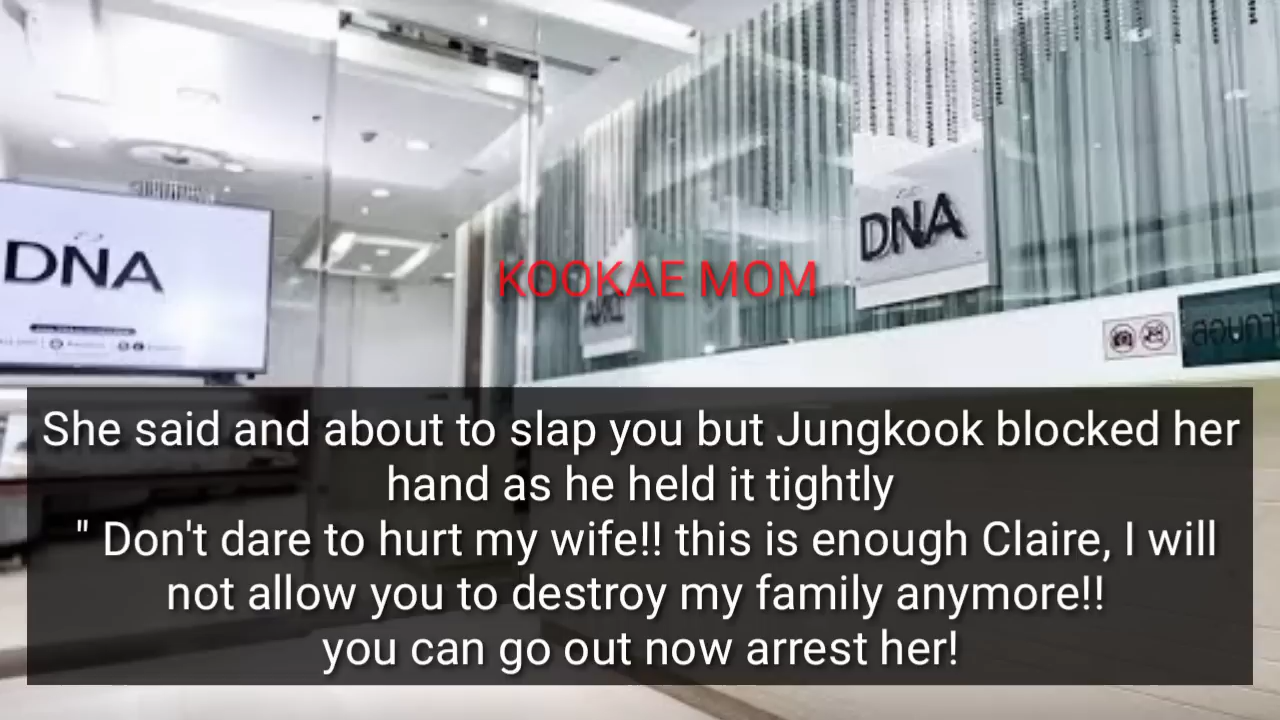 DNA
DNA
KOOKAE MOM
She said and about to slap you but Jungkook blocked her
hand as he held it tightly
" Don't dare to hurt my wife!! this is enough Claire, I will
not allow you to destroy my family anymore!!
you can go out now arrest her!